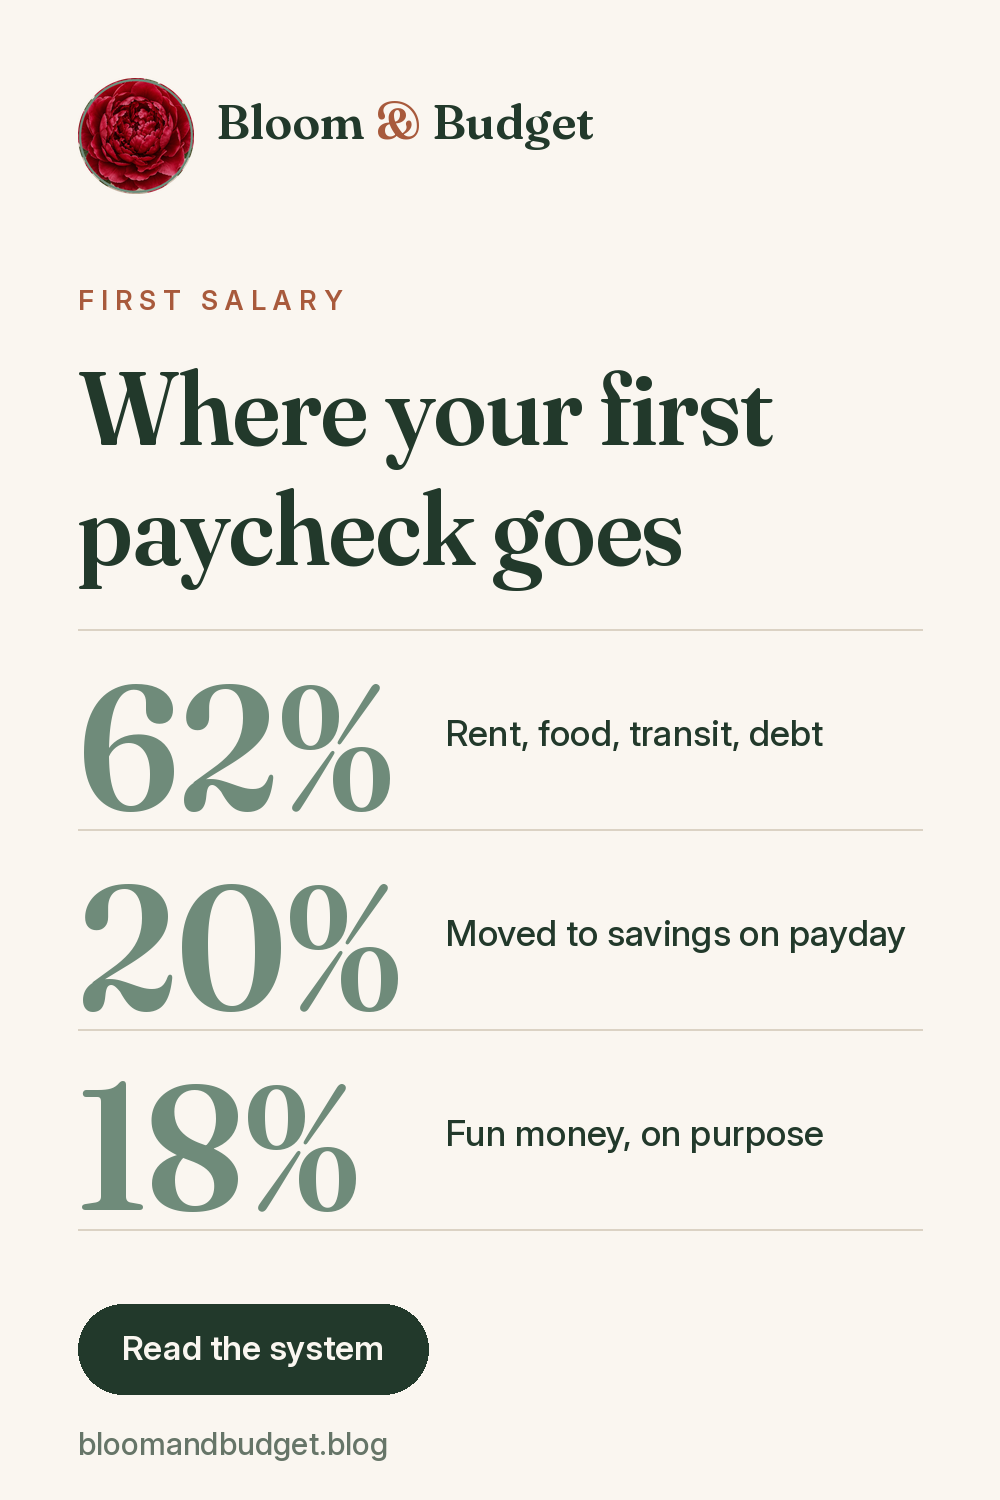 Bloom & Budget
FIRST SALARY
Where your first
paycheck goes
62%
Rent, food, transit, debt
20%
Moved to savings on payday
18%
Fun money, on purpose
Read the system
bloomandbudget.blog